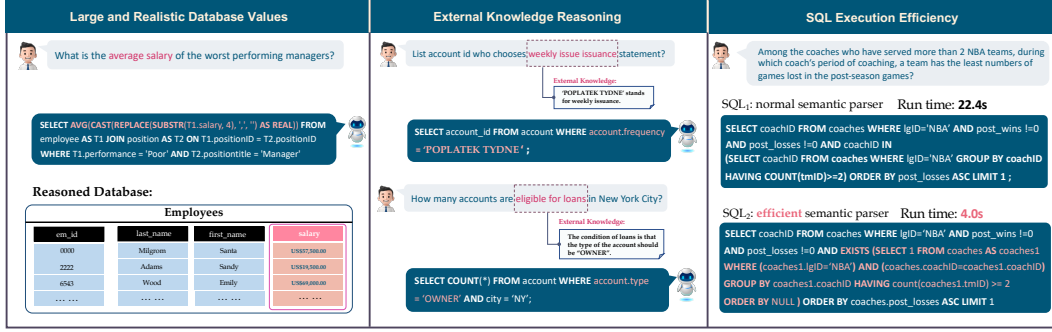 Large and Realistic Database Values
What is the average salary of the worst performing managers?
SELECT AVG(CAST(REPLACE(SUBSTR(T1.salary, 4), ',', '') AS REAL)) FROM
employee AS T1 JOIN position AS T2 ON T1.positionID = T2.positionID
WHERE T1.performance = 'Poor' AND T2.positiontitle = 'Manager'
Reasoned Database:
Employees
em_id last_name first_name salary
0000 Milgrom Santa US$57,500.00
2222 Adams Sandy US$19,500.00
6543 Wood Emily US$69,000.00
... ... ... ... ... ... ... ...
External Knowledge Reasoning
List account id who chooses weekly issue issuance statement?
External Knowledge:
'POPLATEK TYDNE' stands
for weekly issuance.
SELECT account_id FROM account WHERE account.frequency
= 'POPLATEK TYDNE' ;
How many accounts are eligible for loans in New York City?
External Knowledge:
The condition of loans is that
the type of the account should
be "OWNER".
SELECT COUNT(*) FROM account WHERE account.type
= 'OWNER' AND city = 'NY';
SQL Execution Efficiency
Among the coaches who have served more than 2 NBA teams, during
which coach's period of coaching, a team has the least numbers of
games lost in the post-season games?
SQL₁: normal semantic parser Run time: 22.4s
SELECT coachID FROM coaches WHERE lgID='NBA' AND post_wins !=0
AND post_losses !=0 AND coachID IN
(SELECT coachID FROM coaches WHERE lgID='NBA' GROUP BY coachID
HAVING COUNT(tmID)>=2) ORDER BY post_losses ASC LIMIT 1 ;
SQL₂: efficient semantic parser Run time: 4.0s
SELECT coachID FROM coaches WHERE lgID='NBA' AND post_wins !=0
AND post_losses !=0 AND EXISTS (SELECT 1 FROM coaches AS coaches1
WHERE (coaches1.lgID='NBA') AND (coaches.coachID=coaches1.coachID)
GROUP BY coaches1.coachID HAVING count(coaches1.tmID) >= 2
ORDER BY NULL ) ORDER BY coaches.post_losses ASC LIMIT 1